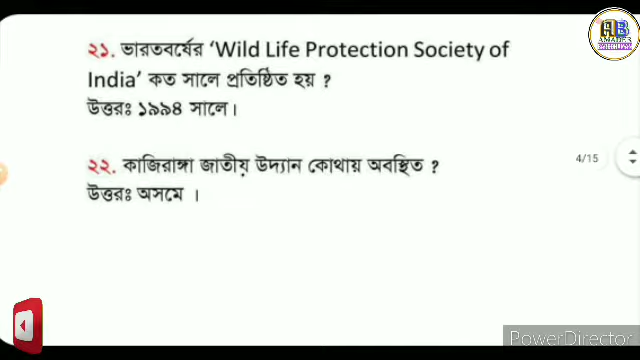 ২১. ভারতবর্ষের ‘Wild Life Protection Society of
India’ কত সালে প্রতিষ্ঠিত হয় ?
উত্তরঃ ১৯৯৪ সালে।
২২. কাজিরাঙ্গা জাতীয় উদ্যান কোথায় অবস্থিত ?
উত্তরঃ অসমে ।
4/15
PowerDirector